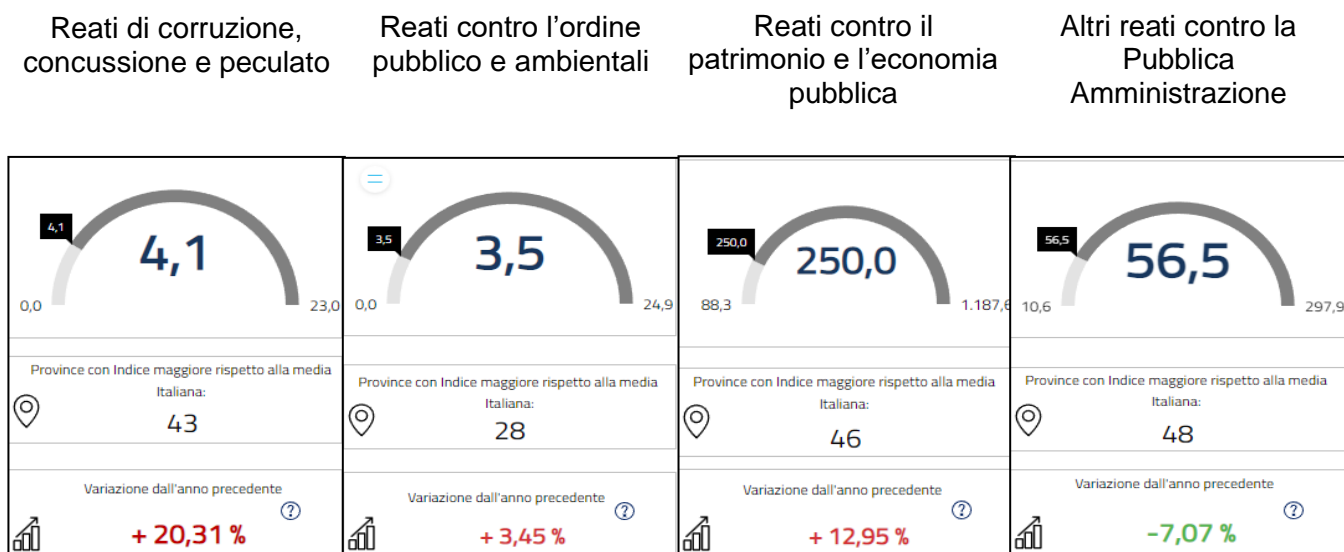 Reati di corruzione,
concussione e peculato
Reati contro l'ordine
pubblico e ambientali
Reati contro il
patrimonio e l'economia
pubblica
Altri reati contro la
Pubblica
Amministrazione
4,1
4,1
0,0
23,0
Province con Indice maggiore rispetto alla media
Italiana:
43
Variazione dall'anno precedente
?
+ 20,31 %
3,5
3,5
0,0
24,9
Province con Indice maggiore rispetto alla media
Italiana:
28
Variazione dall'anno precedente
?
+ 3,45 %
250,0
250,0
88,3
1.187,6
Province con Indice maggiore rispetto alla media
Italiana:
46
Variazione dall'anno precedente
?
+ 12,95 %
56,5
56,5
10,6
297,9
Province con Indice maggiore rispetto alla media
Italiana:
48
Variazione dall'anno precedente
?
-7,07 %